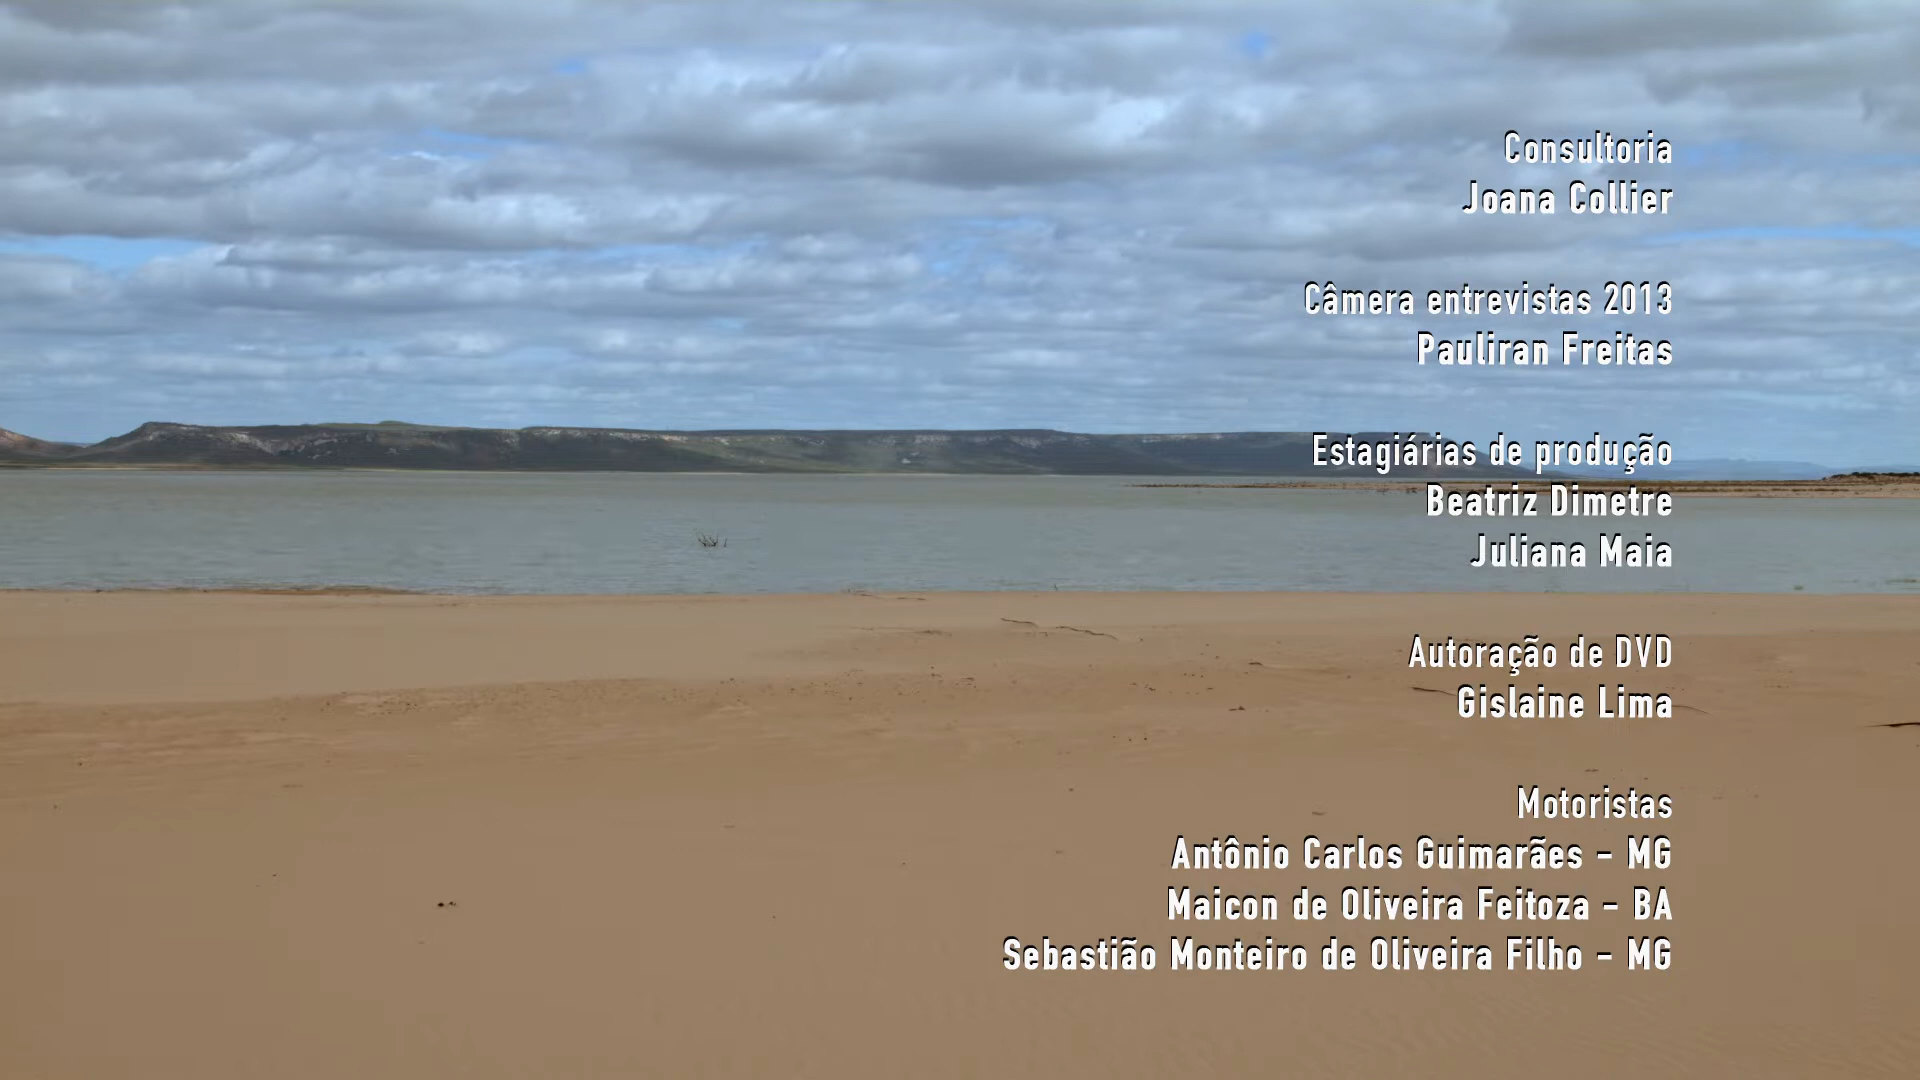 Consultoria
Joana Collier
Câmera entrevistas 2013
Pauliran Freitas
Estagiárias de produção
Beatriz Dimetre
Juliana Maia
Autoração de DVD
Gislaine Lima
Motoristas
Antônio Carlos Guimarães - MG
Maicon de Oliveira Feitoza - BA
Sebastião Monteiro de Oliveira Filho - MG